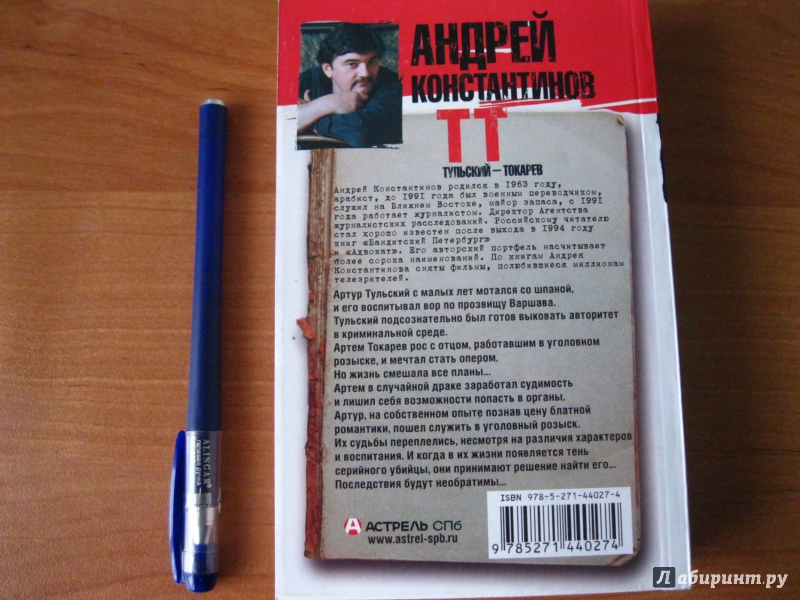 АНДРЕЙ
КОНСТАНТИНОВ
ТТ
ТУЛЬСКИЙ – ТОКАРЕВ
Андрей Константинов родился в 1963 году,
арабист, до 1991 года был военным переводчиком,
служил на Ближнем Востоке, майор запаса, с 1991
года работает журналистом. Директор Агентства
журналистских расследований. Российскому читателю
стал хорошо известен после выхода в 1994 году
книг «Бандитский Петербург»
и «Адвокат». Его авторский портфель насчитывает
более сорока наименований. По книгам Андрея
Константинова сняты фильмы, полюбившиеся миллионам
телезрителей.
Артур Тульский с малых лет мотался со шпаной,
и его воспитывал вор по прозвищу Варшава.
Тульский подсознательно был готов выковать авторитет
в криминальной среде.
Артем Токарев рос с отцом, работавшим в уголовном
розыске, и мечтал стать опером.
Но жизнь смешала все планы...
Артем в случайной драке заработал судимость
и лишил себя возможности попасть в органы.
Артур, на собственном опыте познав цену блатной
романтики, пошел служить в уголовный розыск.
Их судьбы переплелись, несмотря на различия характеров
и воспитания. И когда в их жизни появляется тень
серийного убийцы, они принимают решение найти его...
Последствия будут необратимы...
ISBN 978-5-271-44027-4
9 785271 440274
АСТРЕЛЬ СПб
www.astrel-spb.ru
ALINGAR
Лабиринт.ру